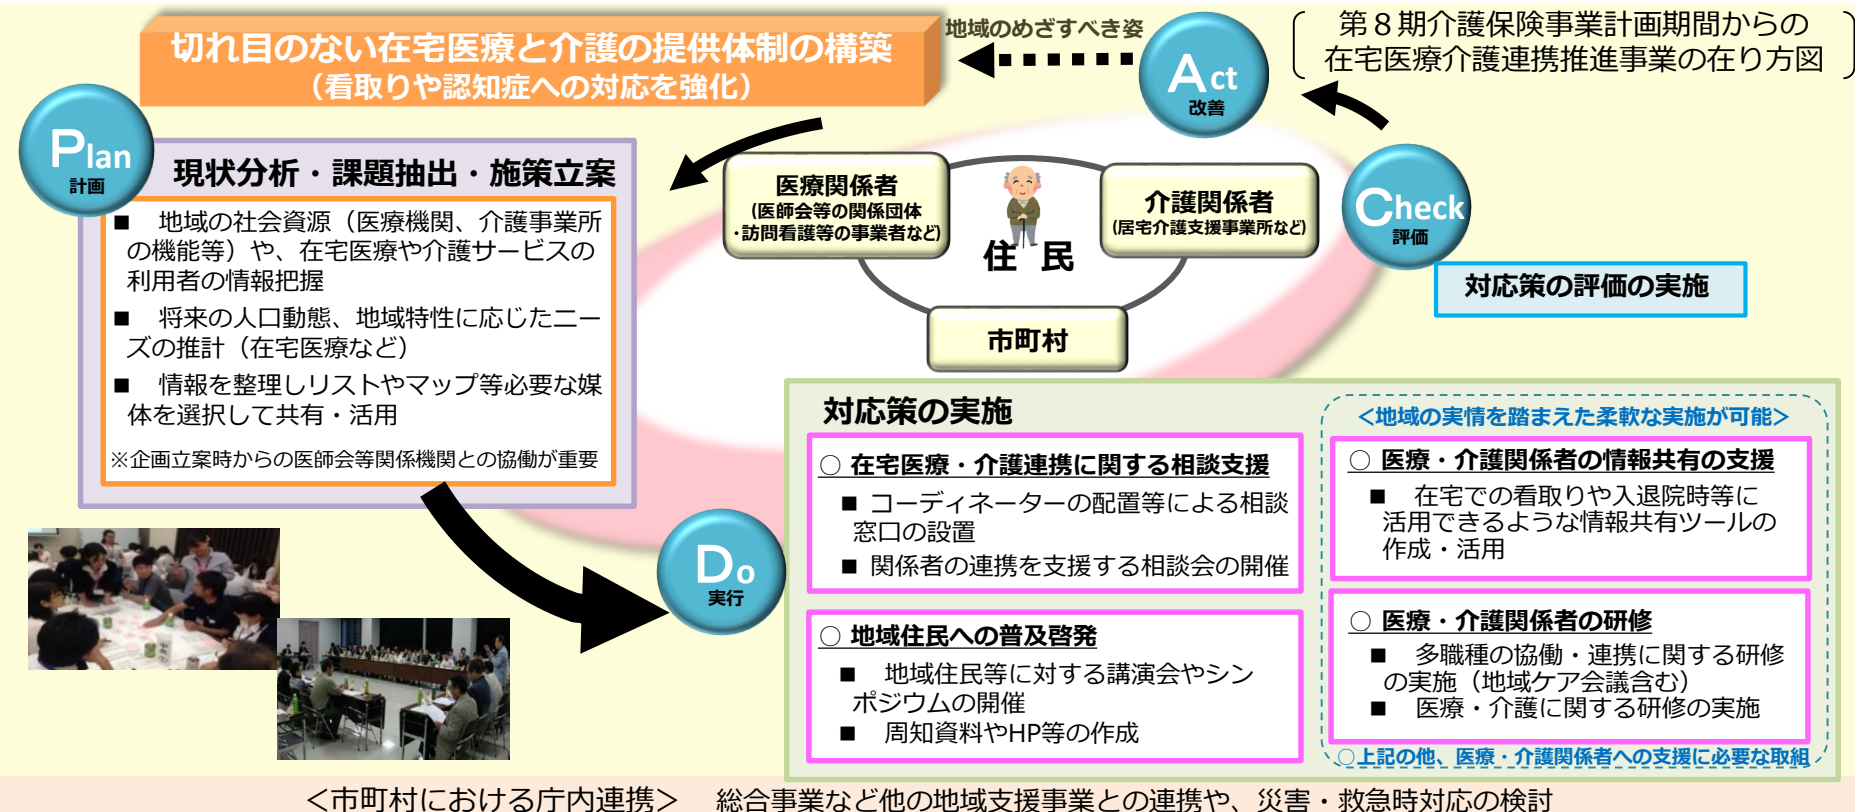 切れ目のない在宅医療と介護の提供体制の構築
（看取りや認知症への対応を強化）
地域のめざすべき姿
Act
改善
第８期介護保険事業計画期間からの
在宅医療介護連携推進事業の在り方図
Plan
計画
現状分析・課題抽出・施策立案
■　地域の社会資源（医療機関、介護事業所
の機能等）や、在宅医療や介護サービスの
利用者の情報把握
■　将来の人口動態、地域特性に応じたニー
ズの推計（在宅医療など）
■　情報を整理しリストやマップ等必要な媒
体を選択して共有・活用
※企画立案時からの医師会等関係機関との協働が重要
医療関係者
(医師会等の関係団体
・訪問看護等の事業者など)
介護関係者
(居宅介護支援事業所など)
住 民
市町村
Check
評価
対応策の評価の実施
Do
実行
対応策の実施
○ 在宅医療・介護連携に関する相談支援
■ コーディネーターの配置等による相談
窓口の設置
■ 関係者の連携を支援する相談会の開催
○ 地域住民への普及啓発
■　地域住民等に対する講演会やシン
ポジウムの開催
■　周知資料やHP等の作成
＜地域の実情を踏まえた柔軟な実施が可能＞
○ 医療・介護関係者の情報共有の支援
■　在宅での看取りや入退院時等に
活用できるような情報共有ツールの
作成・活用
○ 医療・介護関係者の研修
■　多職種の協働・連携に関する研修
の実施（地域ケア会議含む）
■　医療・介護に関する研修の実施
○上記の他、医療・介護関係者への支援に必要な取組
＜市町村における庁内連携＞　総合事業など他の地域支援事業との連携や、災害・救急時対応の検討